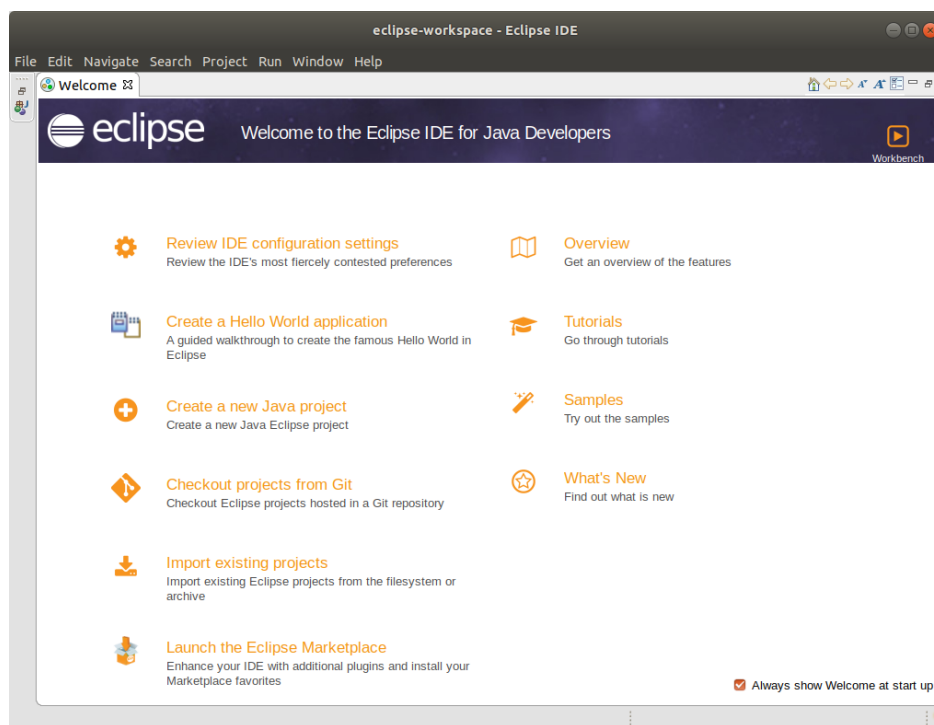 eclipse-workspace - Eclipse IDE
File Edit Navigate Search Project Run Window Help
Welcome
eclipse Welcome to the Eclipse IDE for Java Developers
Workbench
Review IDE configuration settings
Review the IDE's most fiercely contested preferences
Create a Hello World application
A guided walkthrough to create the famous Hello World in
Eclipse
Create a new Java project
Create a new Java Eclipse project
Checkout projects from Git
Checkout Eclipse projects hosted in a Git repository
Import existing projects
Import existing Eclipse projects from the filesystem or
archive
Launch the Eclipse Marketplace
Enhance your IDE with additional plugins and install your
Marketplace favorites
Overview
Get an overview of the features
Tutorials
Go through tutorials
Samples
Try out the samples
What's New
Find out what is new
Always show Welcome at start up